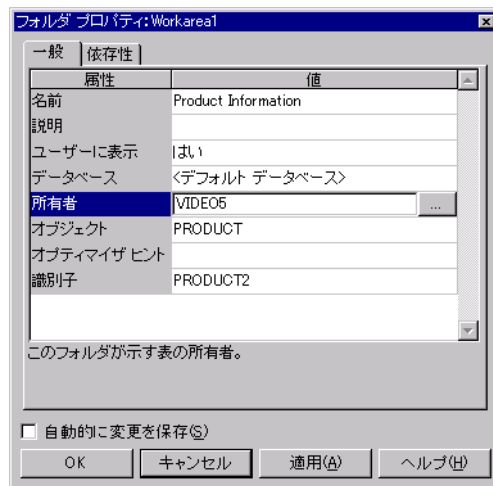 フォルダ プロパティ:Workarea1
一般 依存性
属性 値
名前 Product Information
説明
ユーザーに表示 はい
データベース <デフォルト データベース>
所有者 VIDEO5 ...
オブジェクト PRODUCT
オプティマイザ ヒント
識別子 PRODUCT2
このフォルダが示す表の所有者。
自動的に変更を保存(S)
OK キャンセル 適用(A) ヘルプ(H)